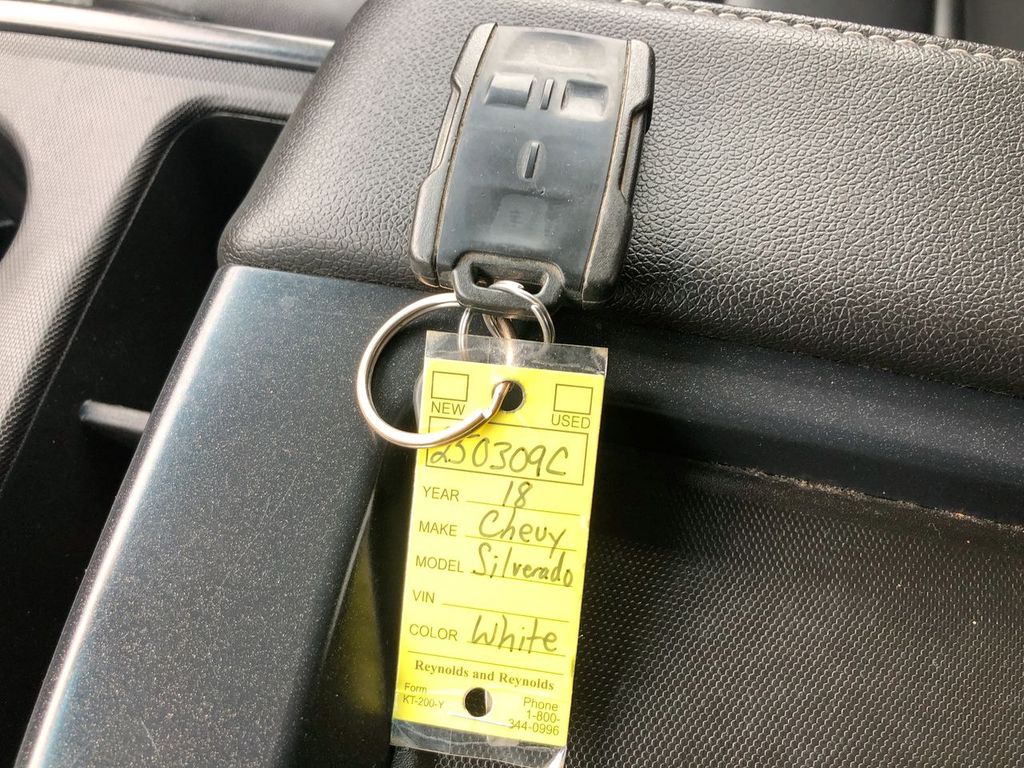 NEW USED
250309C
YEAR 18
MAKE Chevy
MODEL Silverado
VIN
COLOR White
Reynolds and Reynolds
Form
KT-200-Y
Phone
1-800-
344-0996